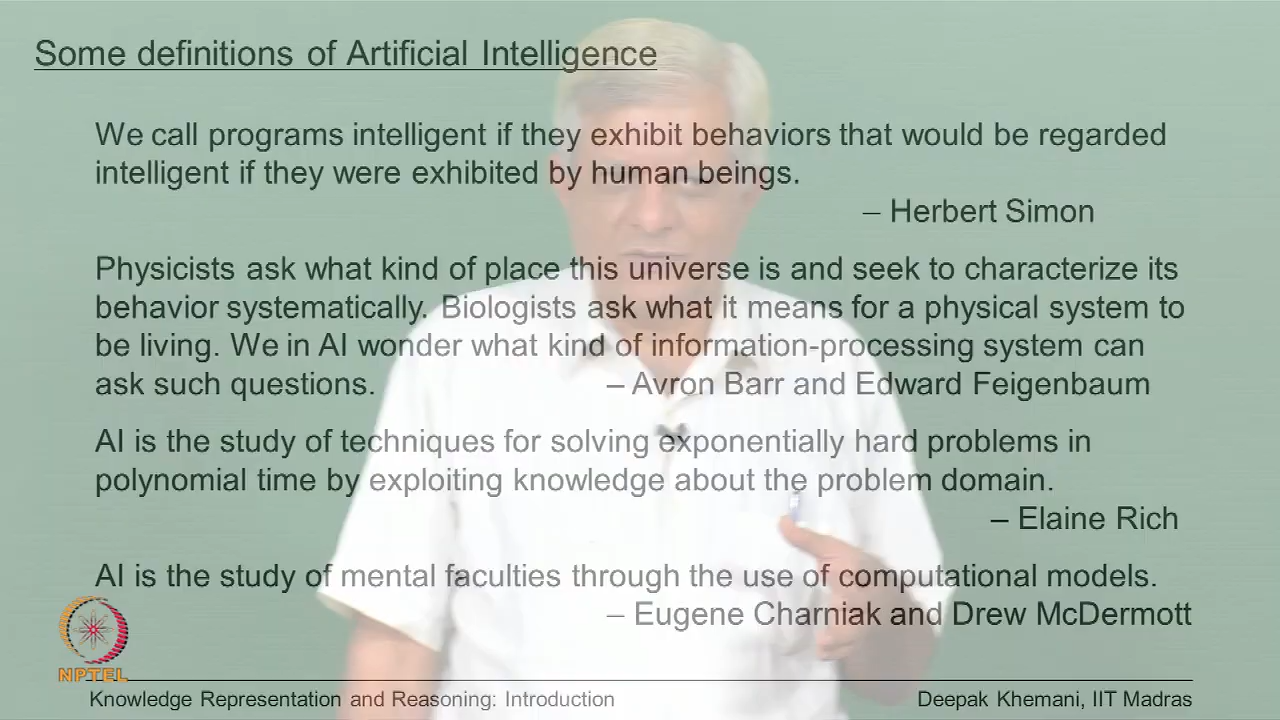 Some definitions of Artificial Intelligence
We call programs intelligent if they exhibit behaviors that would be regarded
intelligent if they were exhibited by human beings.
– Herbert Simon
Physicists ask what kind of place this universe is and seek to characterize its
behavior systematically. Biologists ask what it means for a physical system to
be living. We in AI wonder what kind of information-processing system can
ask such questions. – Avron Barr and Edward Feigenbaum
AI is the study of techniques for solving exponentially hard problems in
polynomial time by exploiting knowledge about the problem domain.
– Elaine Rich
AI is the study of mental faculties through the use of computational models.
– Eugene Charniak and Drew McDermott
NPTEL
Knowledge Representation and Reasoning: Introduction Deepak Khemani, IIT Madras